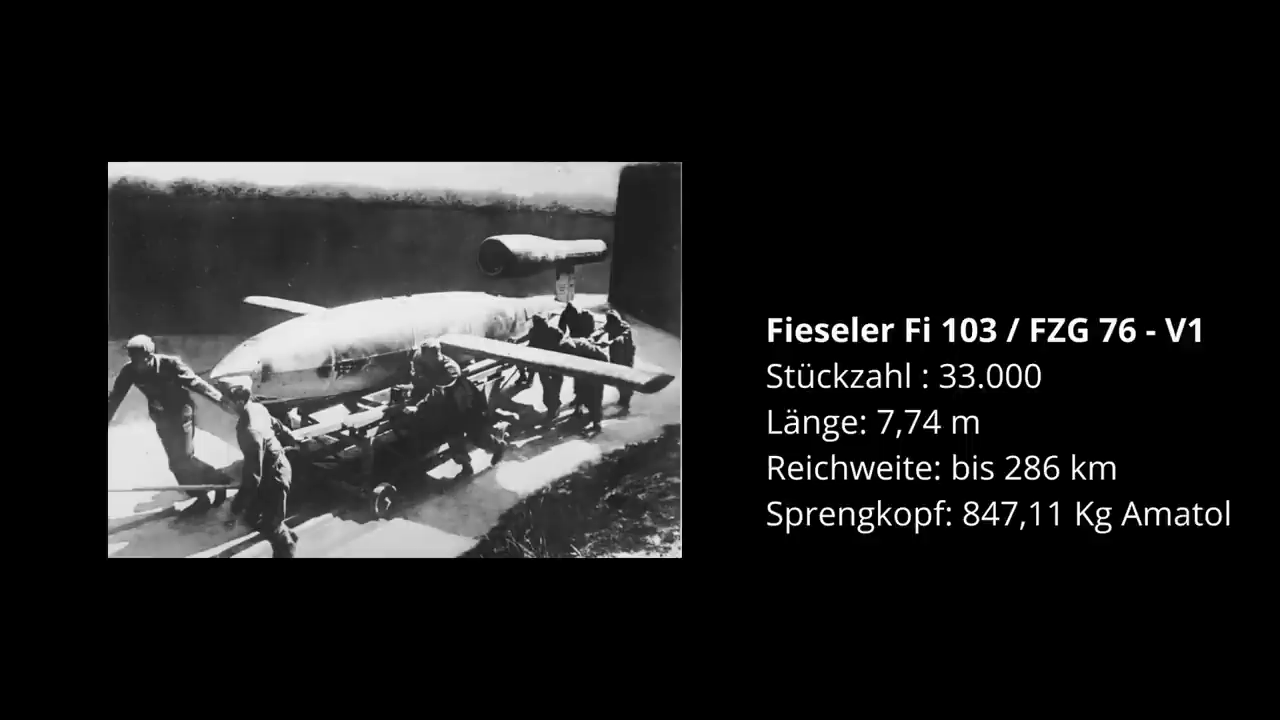 Fieseler Fi 103 / FZG 76 - V1
Stückzahl : 33.000
Länge: 7,74 m
Reichweite: bis 286 km
Sprengkopf: 847,11 Kg Amatol